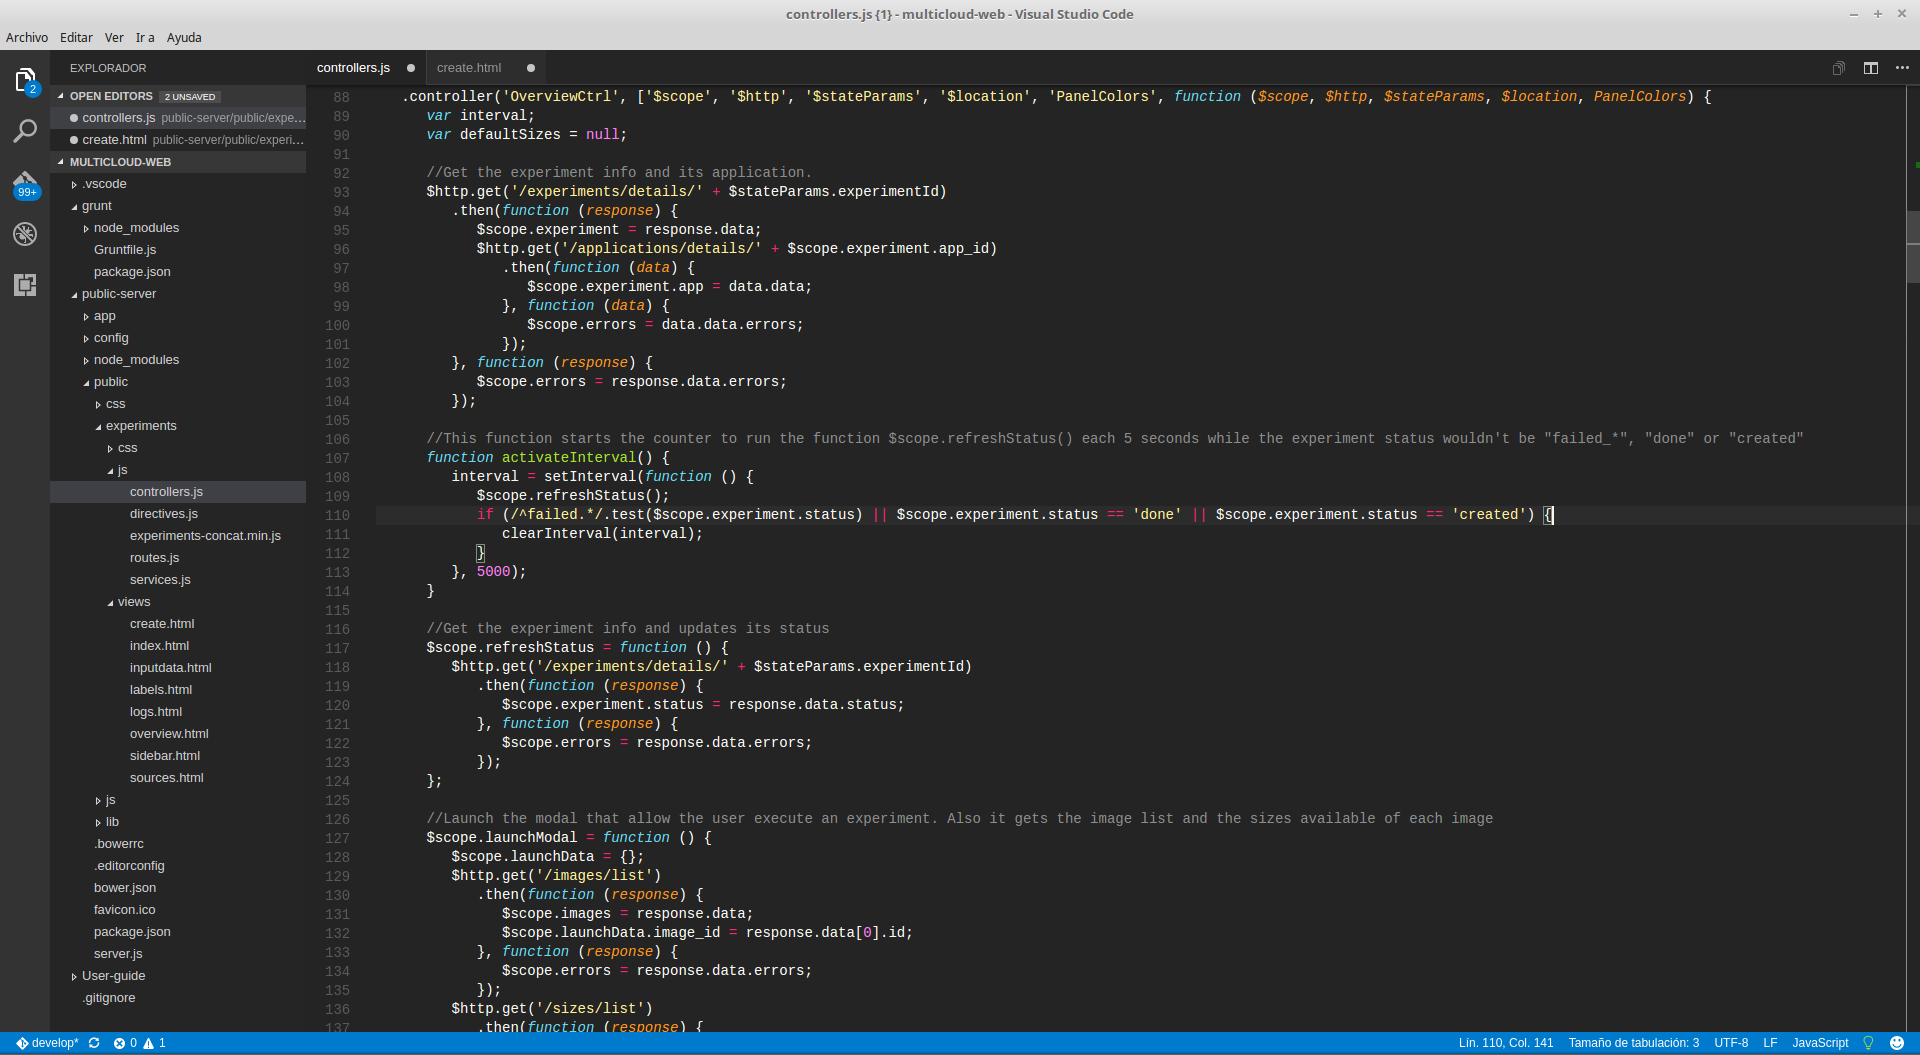 controllers.js {1} - multicloud-web - Visual Studio Code
Archivo Editar Ver Ir a Ayuda
EXPLORADOR
OPEN EDITORS 2 UNSAVED
controllers.js public-server/public/expe...
create.html public-server/public/experi...
MULTICLOUD-WEB
.vscode
grunt
node_modules
Gruntfile.js
package.json
public-server
app
config
node_modules
public
css
experiments
css
js
controllers.js
directives.js
experiments-concat.min.js
routes.js
services.js
views
create.html
index.html
inputdata.html
labels.html
logs.html
overview.html
sidebar.html
sources.html
js
lib
.bowerrc
.editorconfig
bower.json
favicon.ico
package.json
server.js
User-guide
.gitignore
2
99+
controllers.js create.html
88 .controller('OverviewCtrl', ['$scope', '$http', '$stateParams', '$location', 'PanelColors', function ($scope, $http, $stateParams, $location, PanelColors) {
89 var interval;
90 var defaultSizes = null;
91
92 //Get the experiment info and its application.
93 $http.get('/experiments/details/' + $stateParams.experimentId)
94 .then(function (response) {
95 $scope.experiment = response.data;
96 $http.get('/applications/details/' + $scope.experiment.app_id)
97 .then(function (data) {
98 $scope.experiment.app = data.data;
99 }, function (data) {
100 $scope.errors = data.data.errors;
101 });
102 }, function (response) {
103 $scope.errors = response.data.errors;
104 });
105
106 //This function starts the counter to run the function $scope.refreshStatus() each 5 seconds while the experiment status wouldn't be "failed_*", "done" or "created"
107 function activateInterval() {
108 interval = setInterval(function () {
109 $scope.refreshStatus();
110 if (/^failed.*/.test($scope.experiment.status) || $scope.experiment.status == 'done' || $scope.experiment.status == 'created') {
111 clearInterval(interval);
112 }
113 }, 5000);
114 }
115
116 //Get the experiment info and updates its status
117 $scope.refreshStatus = function () {
118 $http.get('/experiments/details/' + $stateParams.experimentId)
119 .then(function (response) {
120 $scope.experiment.status = response.data.status;
121 }, function (response) {
122 $scope.errors = response.data.errors;
123 });
124 };
125
126 //Launch the modal that allow the user execute an experiment. Also it gets the image list and the sizes available of each image
127 $scope.launchModal = function () {
128 $scope.launchData = {};
129 $http.get('/images/list')
130 .then(function (response) {
131 $scope.images = response.data;
132 $scope.launchData.image_id = response.data[0].id;
133 }, function (response) {
134 $scope.errors = response.data.errors;
135 });
136 $http.get('/sizes/list')
137 .then(function (response) {
develop* 0 1 Lín. 110, Col. 141 Tamaño de tabulación: 3 UTF-8 LF JavaScript